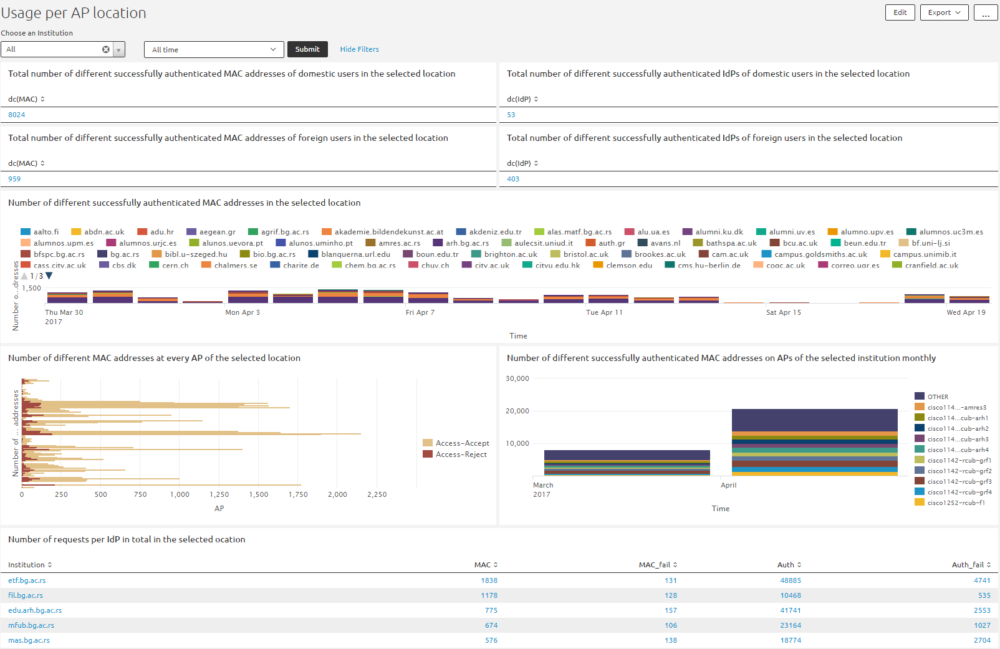 Usage per AP location
Edit Export ...
Choose an Institution
All All time Submit Hide Filters
Total number of different successfully authenticated MAC addresses of domestic users in the selected location
dc(MAC)
8024
Total number of different successfully authenticated IdPs of domestic users in the selected location
dc(IdP)
53
Total number of different successfully authenticated MAC addresses of foreign users in the selected location
dc(MAC)
959
Total number of different successfully authenticated IdPs of foreign users in the selected location
dc(IdP)
403
Number of different successfully authenticated MAC addresses in the selected location
aalto.fi abdn.ac.uk adu.hr aegean.gr agrif.bg.ac.rs akademie.bildendekunst.ac.at akdeniz.edu.tr alas.matf.bg.ac.rs alu.ua.es alumni.ku.dk alumni.uv.es alumno.upv.es alumnos.uc3m.es
alumnos.upm.es alumnos.urjc.es alunos.uevora.pt alunos.uminho.pt amres.ac.rs arh.bg.ac.rs aulecsit.uniud.it auth.gr avans.nl bathspa.ac.uk bcu.ac.uk beun.edu.tr bf.uni-lj.si
bfspc.bg.ac.rs bg.ac.rs bibl.u-szeged.hu bio.bg.ac.rs blanquerna.url.edu boun.edu.tr brighton.ac.uk bristol.ac.uk brookes.ac.uk cam.ac.uk campus.goldsmiths.ac.uk campus.unimib.it
cass.city.ac.uk cbs.dk cern.ch chalmers.se charite.de chem.bg.ac.rs chuv.ch city.ac.uk cityu.edu.hk clemson.edu cms.hu-berlin.de cogc.ac.uk correo.ugr.es cranfield.ac.uk
1 / 3
Number o...dresses
1,500
Thu Mar 30 Mon Apr 3 Fri Apr 7 Tue Apr 11 Sat Apr 15 Wed Apr 19
2017
Time
Number of different MAC addresses at every AP of the selected location
Number of ... addresses
Access-Accept
Access-Reject
0 250 500 750 1,000 1,250 1,500 1,750 2,000 2,250
AP
Number of different successfully authenticated MAC addresses on APs of the selected institution monthly
30,000
20,000
10,000
March April
2017
Time
OTHER
cisco114...-amres3
cisco114...cub-arh1
cisco114...cub-arh2
cisco114...cub-arh3
cisco114...cub-arh4
cisco1142-rcub-grf1
cisco1142-rcub-grf2
cisco1142-rcub-grf3
cisco1142-rcub-grf4
cisco1252-rcub-f1
Number of requests per IdP in total in the selected ocation
Institution MAC MAC_fail Auth Auth_fail
etf.bg.ac.rs 1838 131 48885 4741
fil.bg.ac.rs 1178 128 10468 535
edu.arh.bg.ac.rs 775 157 41741 2553
mfub.bg.ac.rs 674 106 23164 1027
mas.bg.ac.rs 576 138 18774 2704